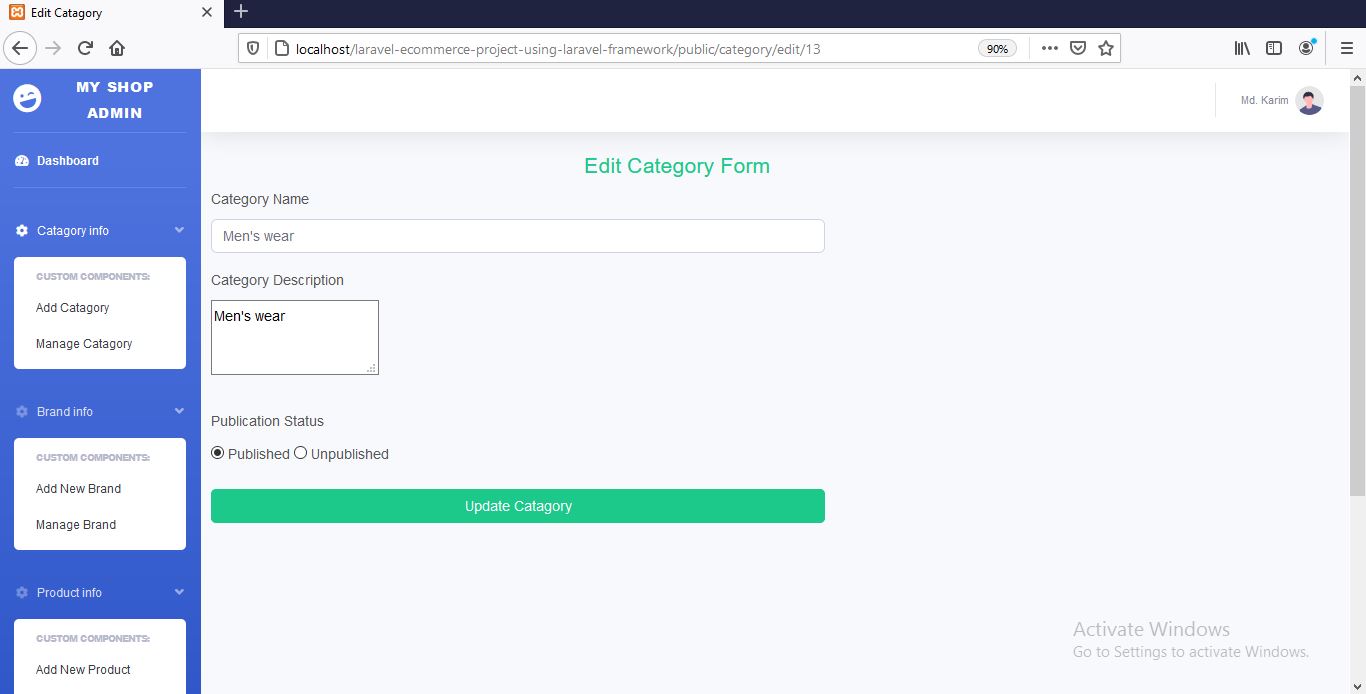 Edit Catagory
localhost/laravel-ecommerce-project-using-laravel-framework/public/category/edit/13
90%
MY SHOP
ADMIN
Md. Karim
Dashboard
Catagory info
CUSTOM COMPONENTS:
Add Catagory
Manage Catagory
Brand info
CUSTOM COMPONENTS:
Add New Brand
Manage Brand
Product info
CUSTOM COMPONENTS:
Add New Product
Edit Category Form
Category Name
Men's wear
Category Description
Men's wear
Publication Status
Published Unpublished
Update Catagory
Activate Windows
Go to Settings to activate Windows.